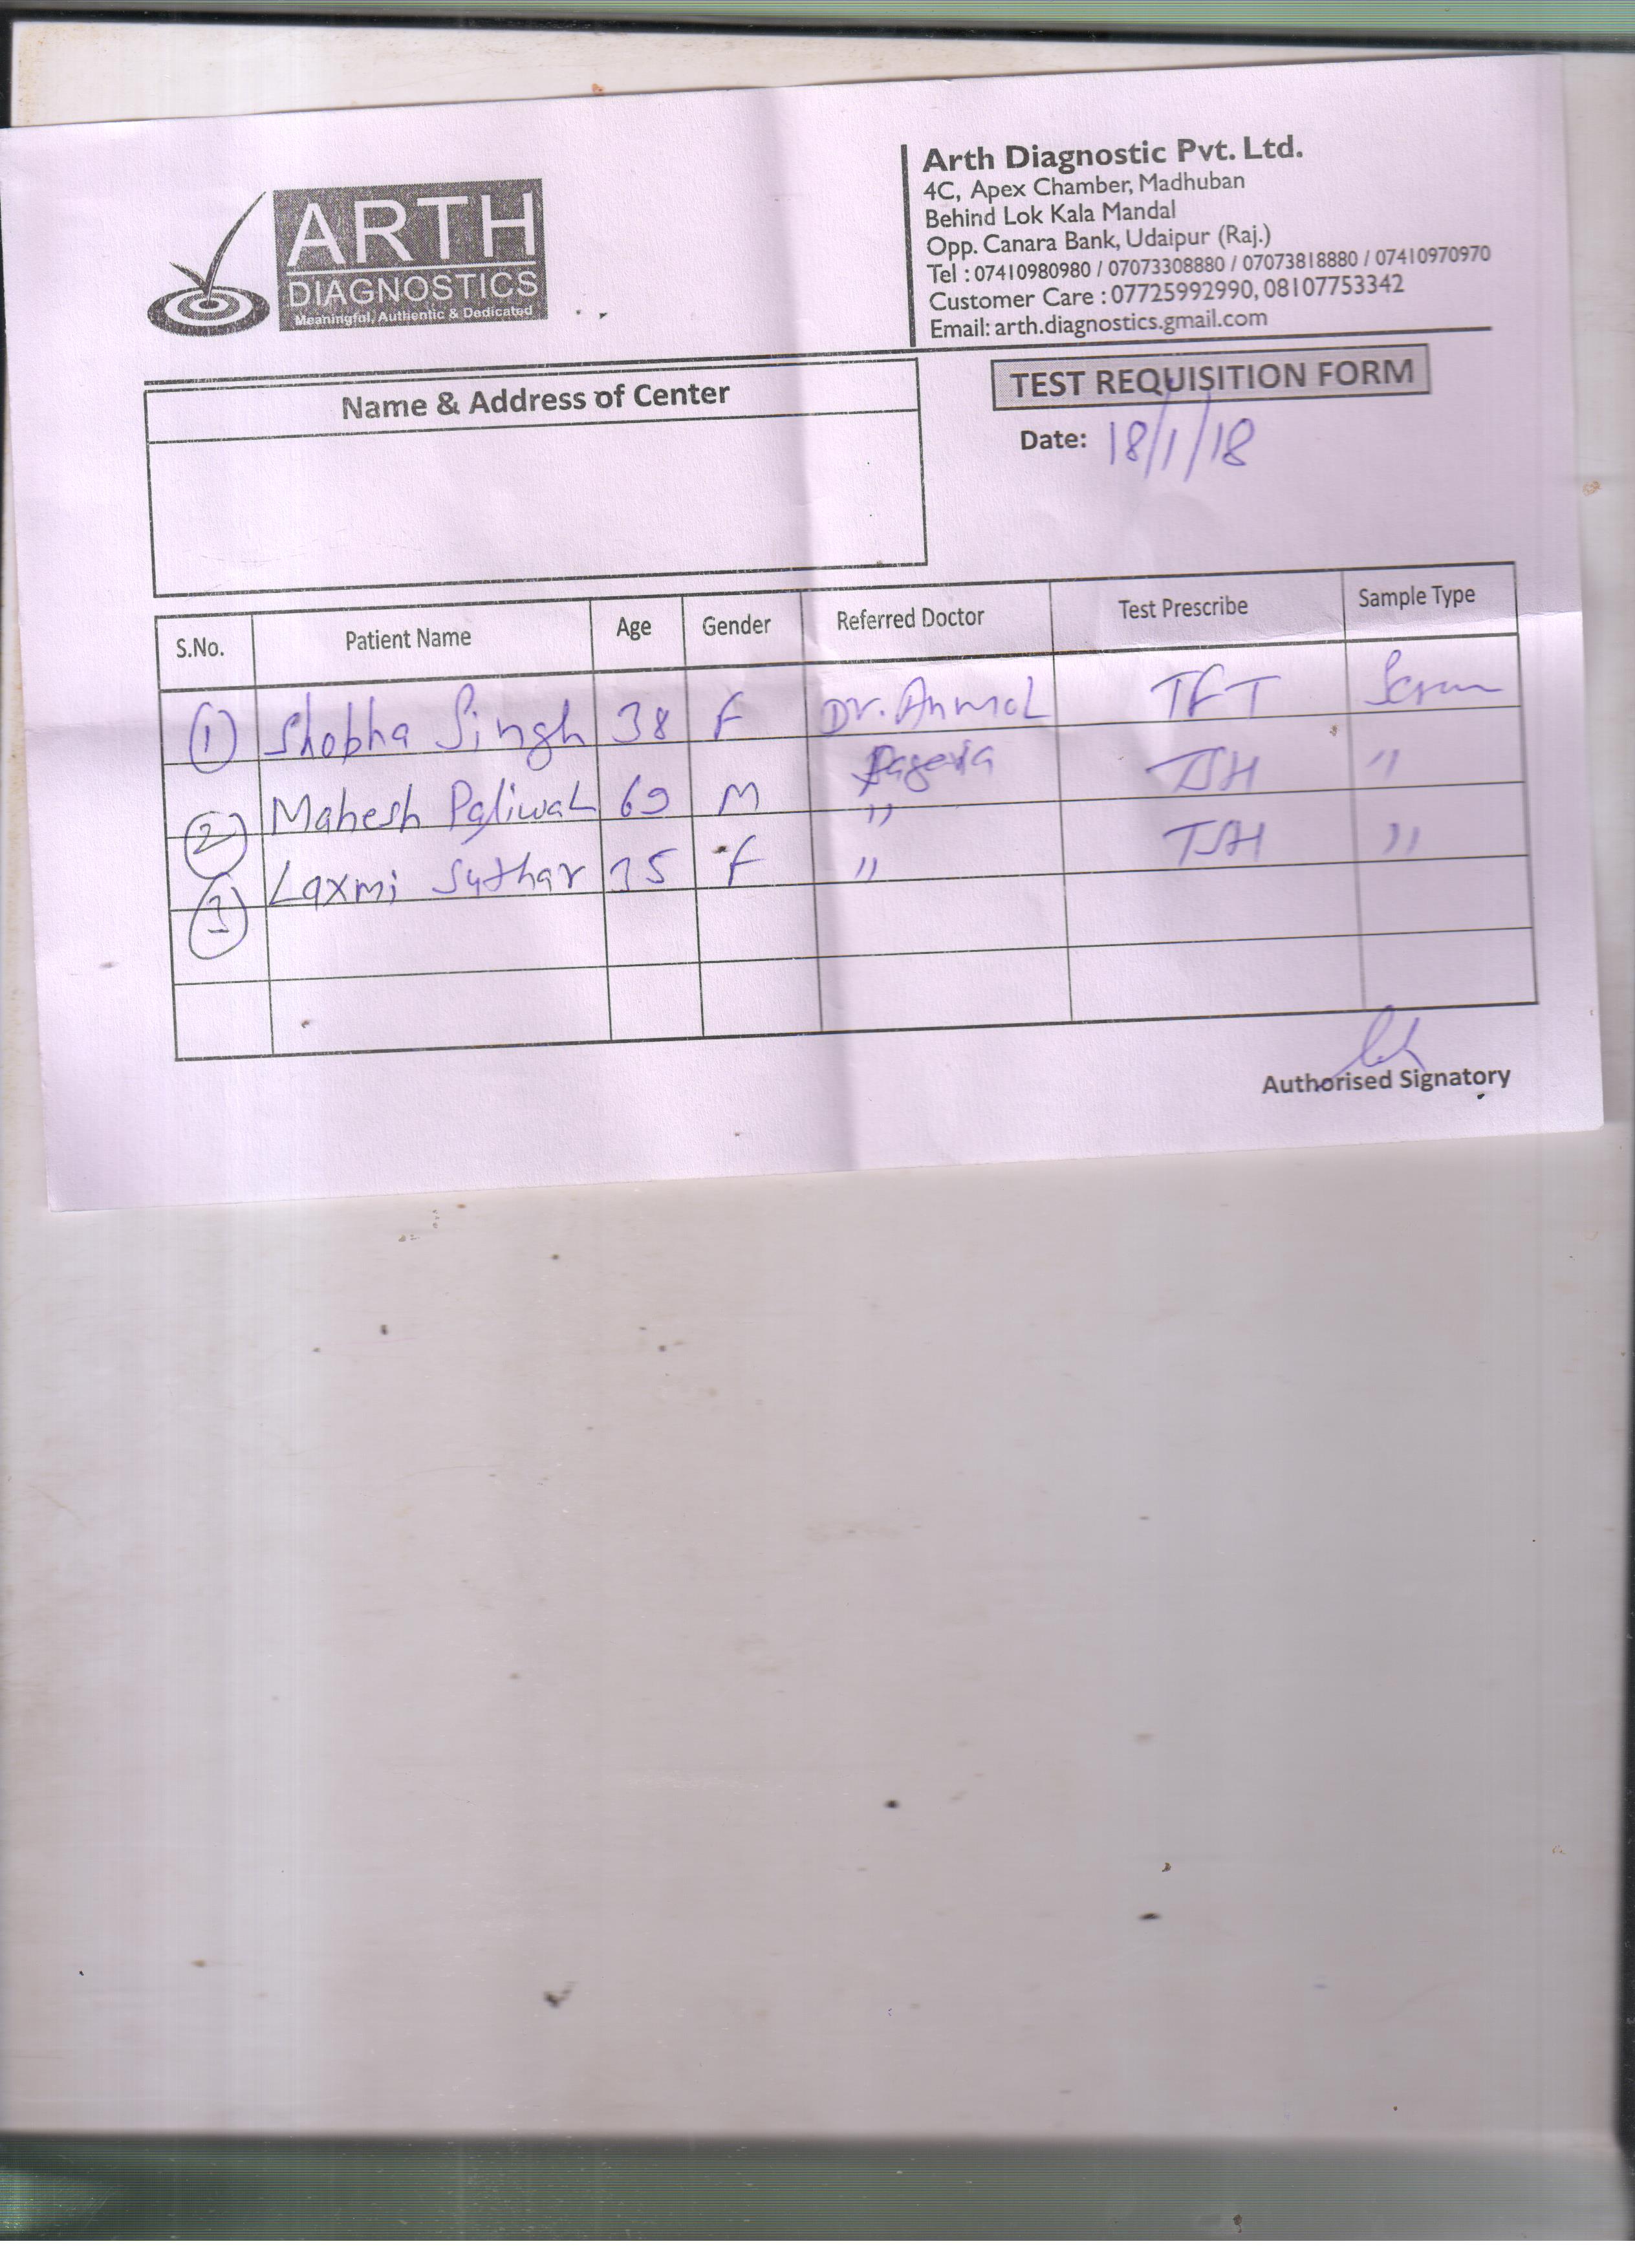 ARTH
DIAGNOSTICS
Meaningful, Authentic & Dedicated
Arth Diagnostic Pvt. Ltd.
4C, Apex Chamber, Madhuban
Behind Lok Kala Mandal
Opp. Canara Bank, Udaipur (Raj.)
Tel : 07410980980 / 07073308880 / 07073818880 / 07410970970
Customer Care : 07725992990, 08107753342
Email: arth.diagnostics.gmail.com
Name & Address of Center
TEST REQUISITION FORM
Date: 18/1/18
S.No. Patient Name Age Gender Referred Doctor Test Prescribe Sample Type
1 Shobha Singh 38 F Dr. Anmol TFT Serum
Pageria
2 Mahesh Paliwal 69 M " TSH "
3 Laxmi Suthar 35 F " TSH "
Authorised Signatory